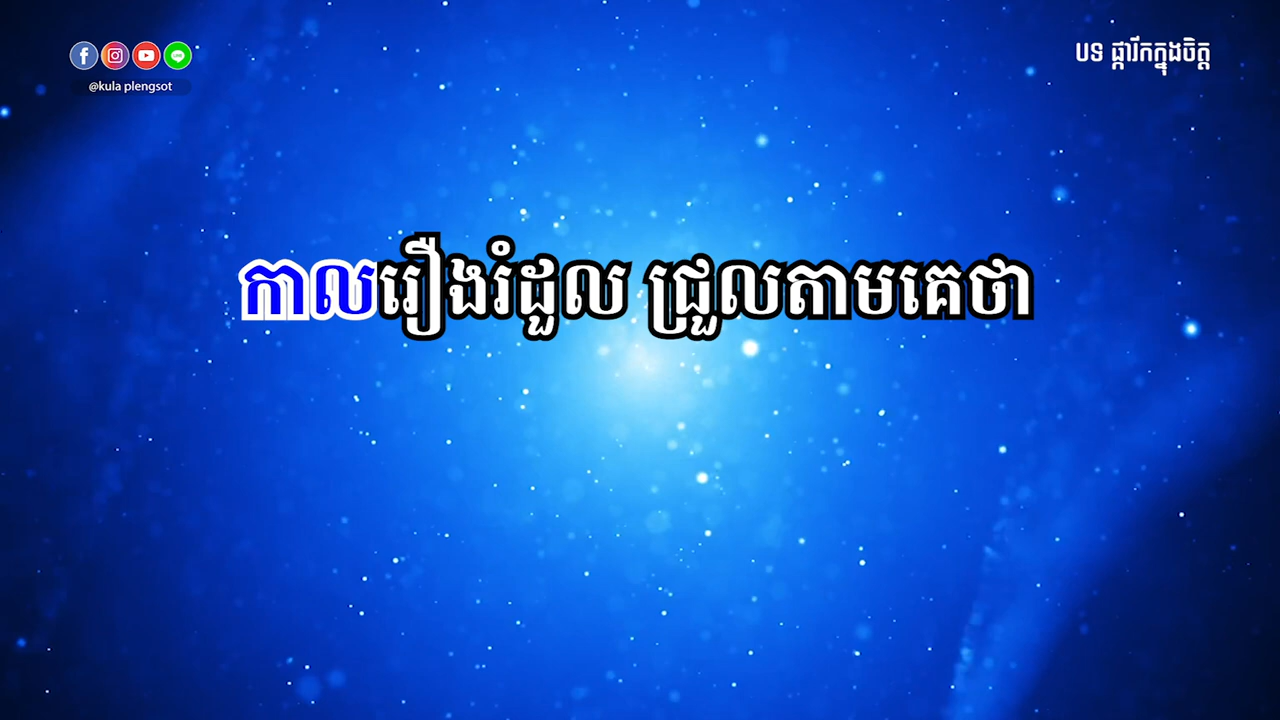 @kula plengsot
បទ ផ្ការីកក្នុងចិត្ត
កាលរឿងរំដួល ជ្រួលតាមគេថា